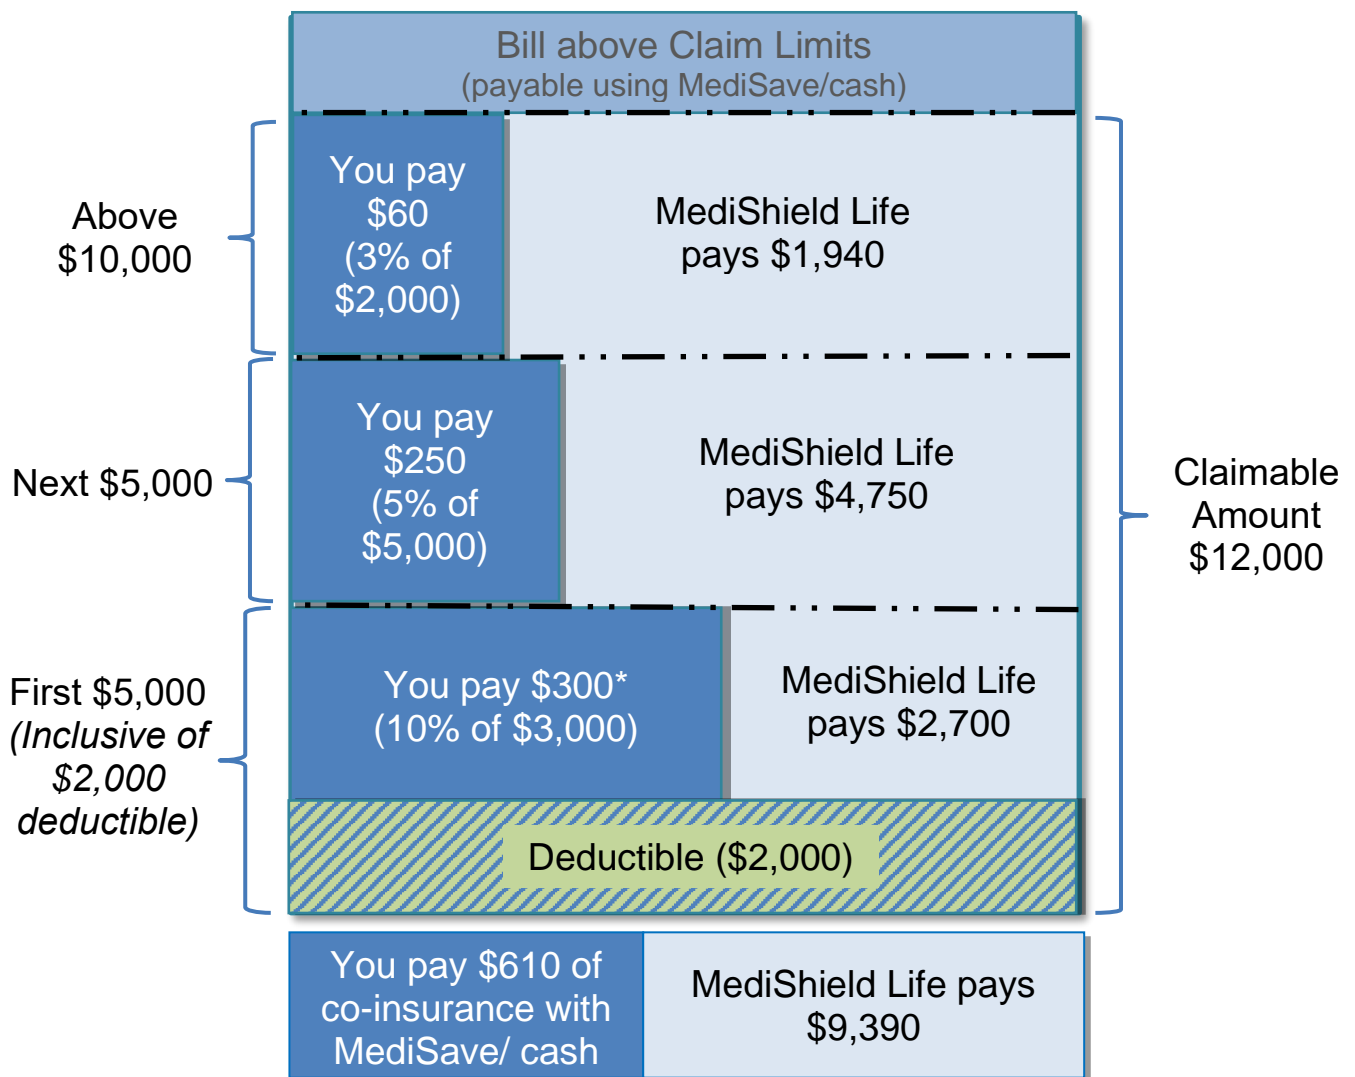 Bill above Claim Limits
(payable using MediSave/cash)
Above
$10,000
You pay
$60
(3% of
$2,000)
MediShield Life
pays $1,940
Next $5,000
You pay
$250
(5% of
$5,000)
MediShield Life
pays $4,750
Claimable
Amount
$12,000
First $5,000
(Inclusive of
$2,000
deductible)
You pay $300*
(10% of $3,000)
MediShield Life
pays $2,700
Deductible ($2,000)
You pay $610 of
co-insurance with
MediSave/ cash
MediShield Life pays
$9,390